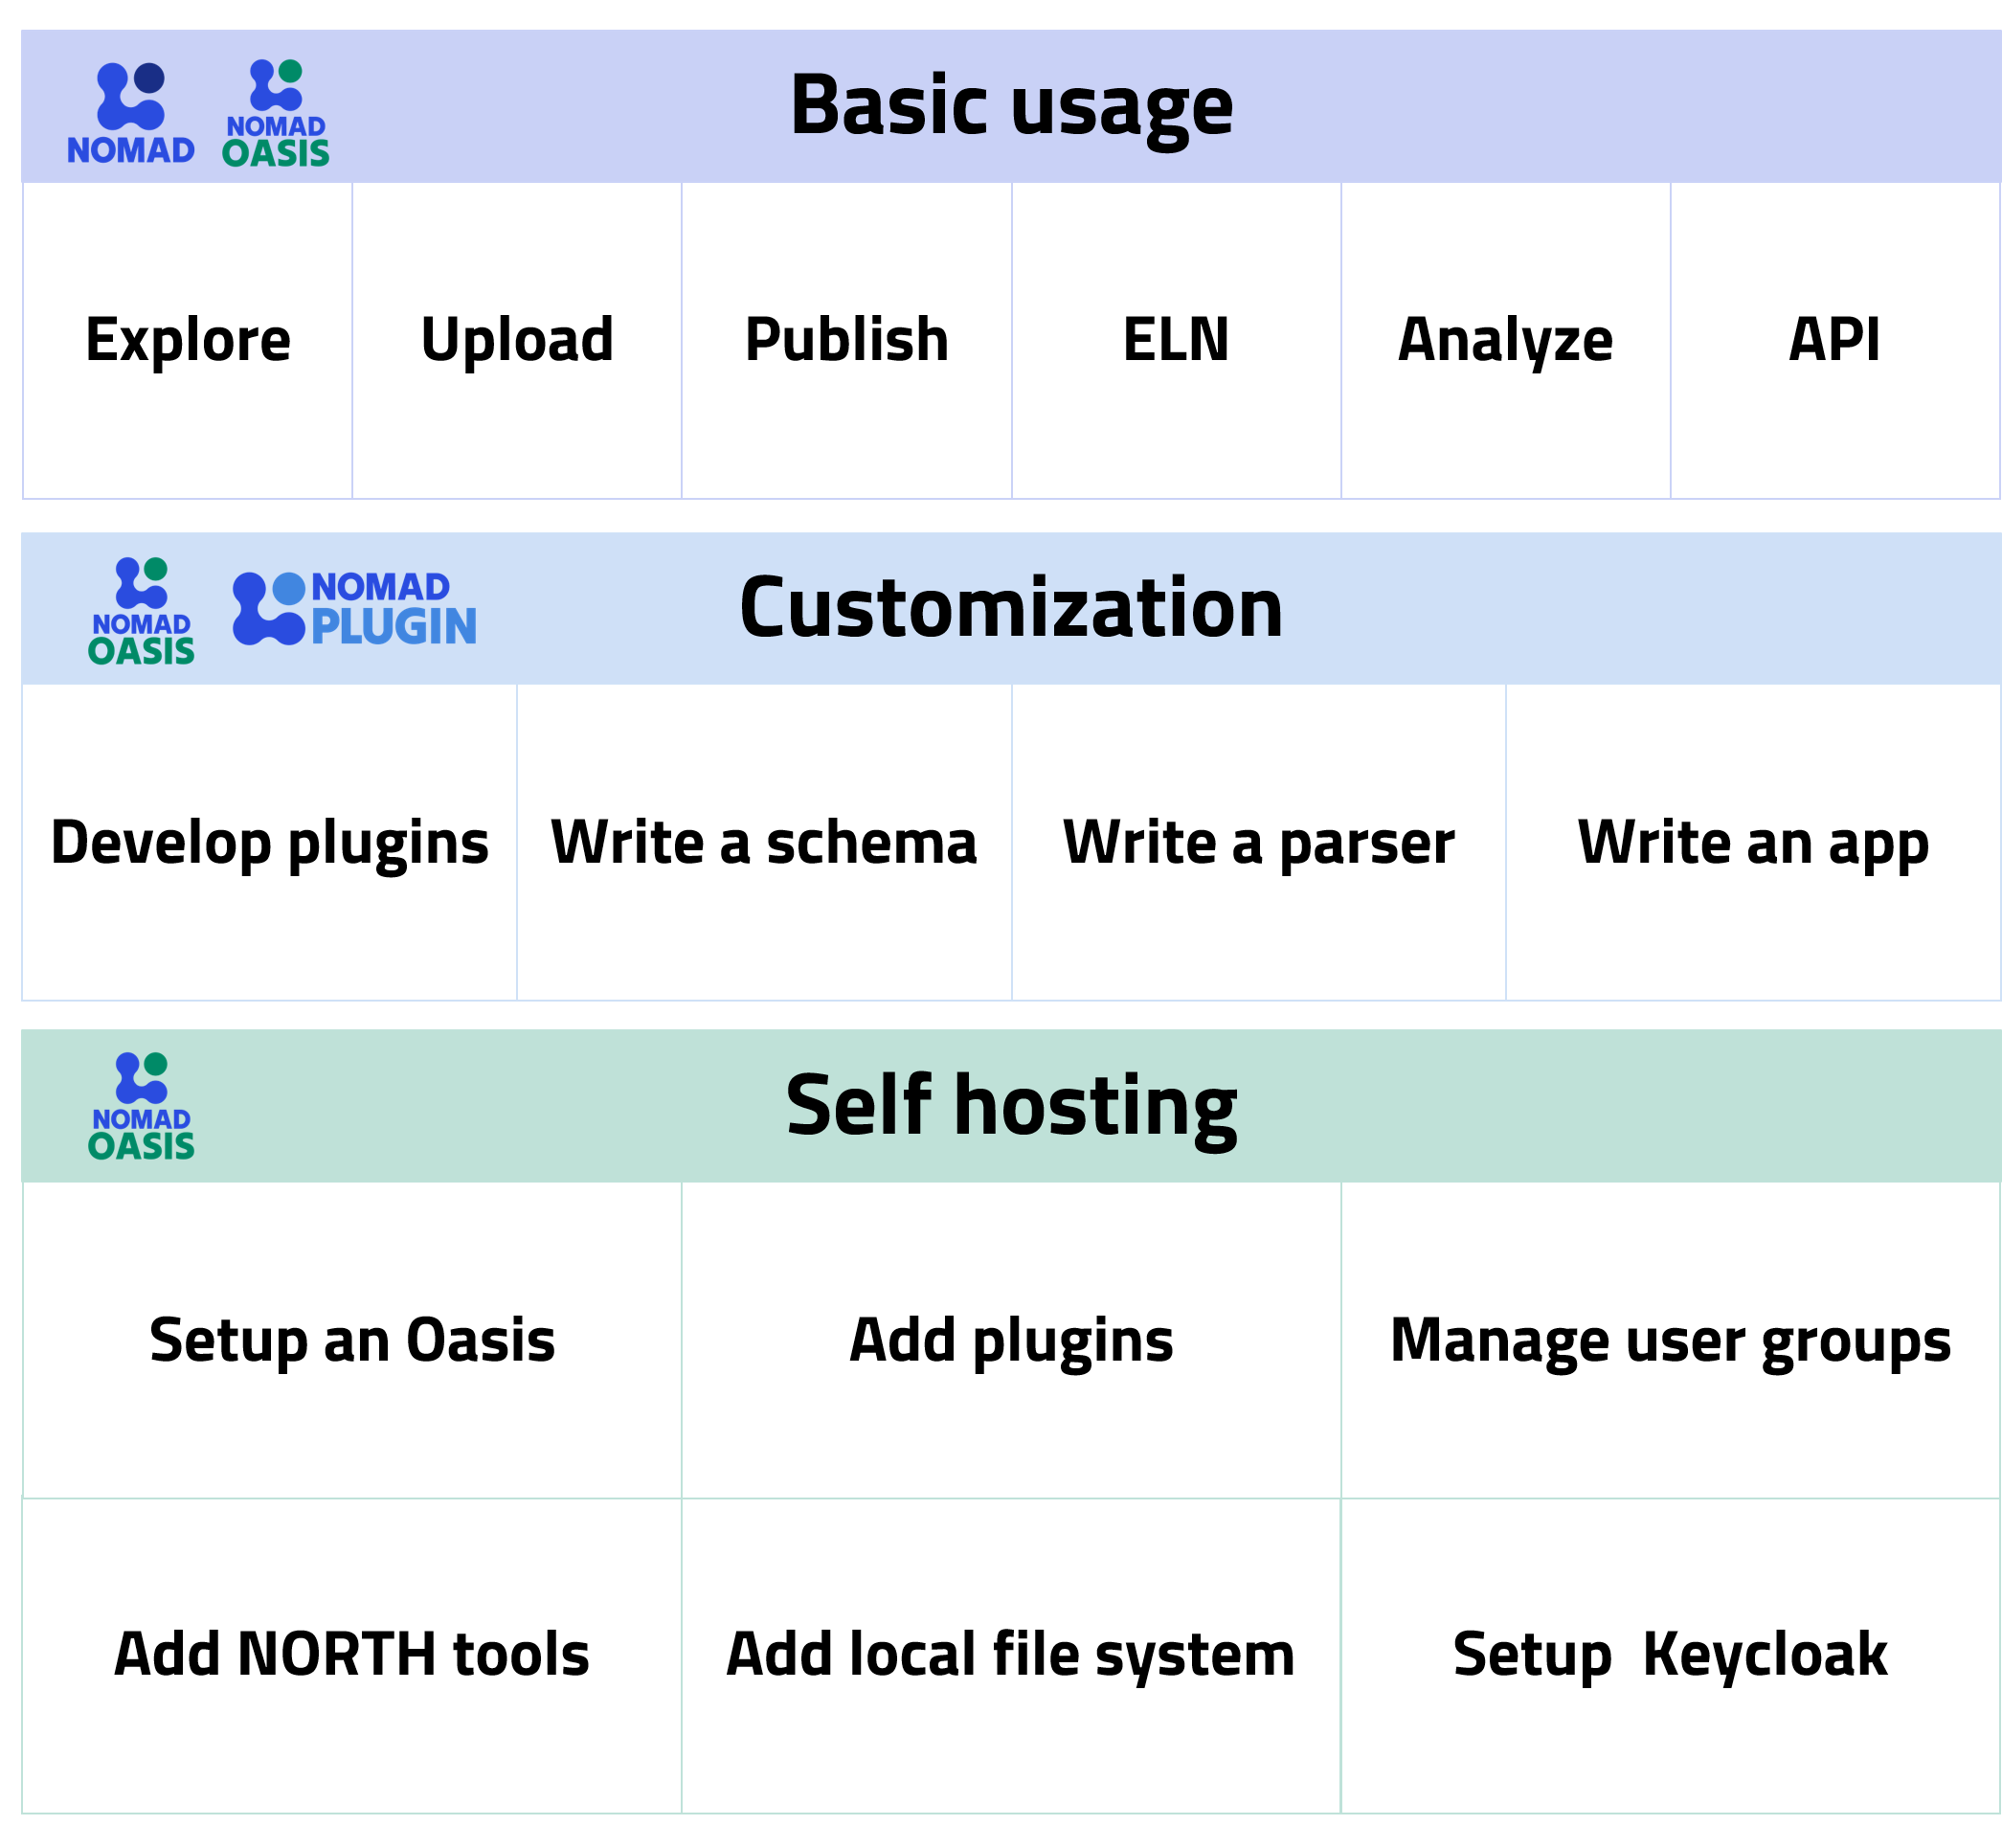 NOMAD
NOMAD
OASIS
Basic usage
Explore
Upload
Publish
ELN
Analyze
API
NOMAD
OASIS
NOMAD
PLUGIN
Customization
Develop plugins
Write a schema
Write a parser
Write an app
NOMAD
OASIS
Self hosting
Setup an Oasis
Add plugins
Manage user groups
Add NORTH tools
Add local file system
Setup  Keycloak